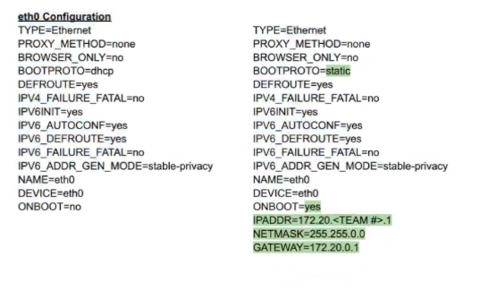 eth0 Configuration
TYPE=Ethernet
PROXY_METHOD=none
BROWSER_ONLY=no
BOOTPROTO=dhcp
DEFROUTE=yes
IPV4_FAILURE_FATAL=no
IPV6INIT=yes
IPV6_AUTOCONF=yes
IPV6_DEFROUTE=yes
IPV6_FAILURE_FATAL=no
IPV6_ADDR_GEN_MODE=stable-privacy
NAME=eth0
DEVICE=eth0
ONBOOT=no
TYPE=Ethernet
PROXY_METHOD=none
BROWSER_ONLY=no
BOOTPROTO=static
DEFROUTE=yes
IPV4_FAILURE_FATAL=no
IPV6INIT=yes
IPV6_AUTOCONF=yes
IPV6_DEFROUTE=yes
IPV6_FAILURE_FATAL=no
IPV6_ADDR_GEN_MODE=stable-privacy
NAME=eth0
DEVICE=eth0
ONBOOT=yes
IPADDR=172.20.<TEAM #>.1
NETMASK=255.255.0.0
GATEWAY=172.20.0.1